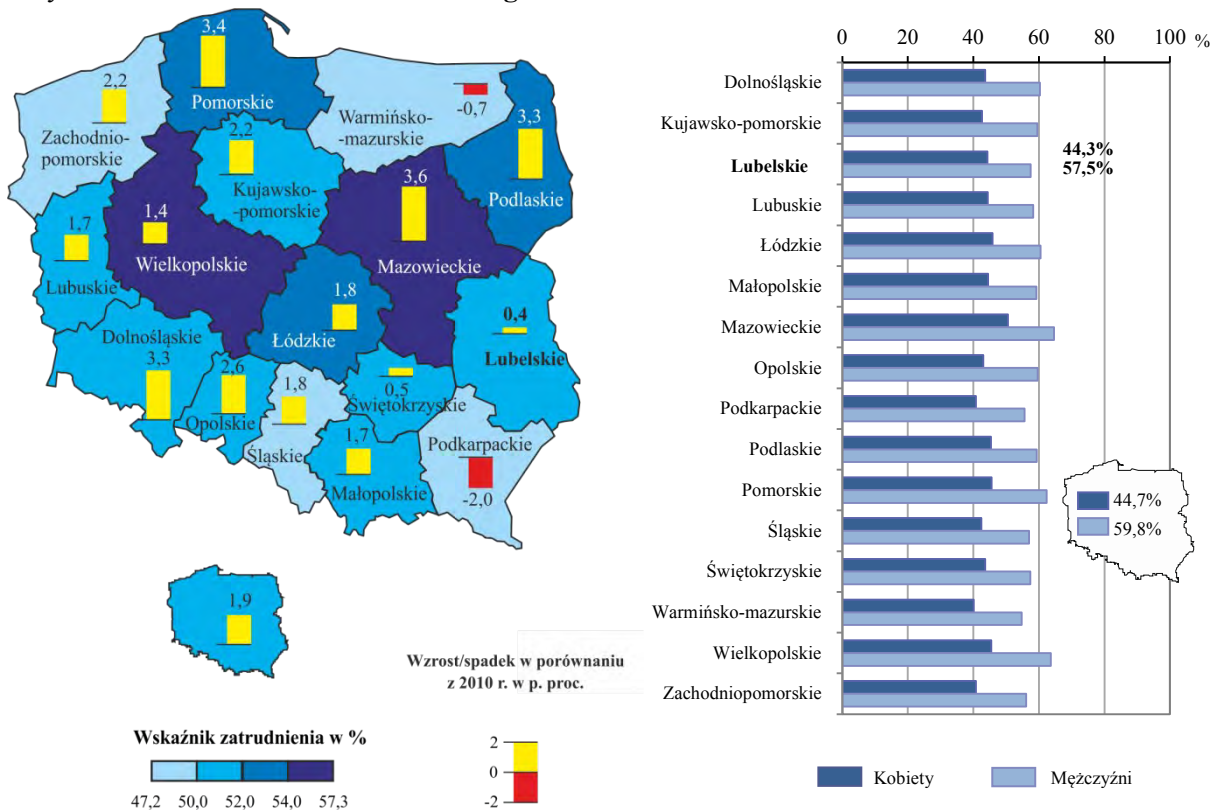 3,4
Pomorskie
2,2
Zachodnio-
pomorskie
Warmińsko-
-mazurskie
-0,7
3,3
Podlaskie
2,2
Kujawsko-
-pomorskie
3,6
Mazowieckie
1,4
Wielkopolskie
1,7
Lubuskie
1,8
Łódzkie
0,4
Lubelskie
Dolnośląskie
3,3
2,6
Opolskie
1,8
Śląskie
0,5
Świętokrzyskie
1,7
Małopolskie
Podkarpackie
-2,0
1,9
Wzrost/spadek w porównaniu
z 2010 r. w p. proc.
Wskaźnik zatrudnienia w %
47,2 50,0 52,0 54,0 57,3
2
0
-2
0 20 40 60 80 100 %
Dolnośląskie
Kujawsko-pomorskie
44,3%
Lubelskie 57,5%
Lubuskie
Łódzkie
Małopolskie
Mazowieckie
Opolskie
Podkarpackie
Podlaskie
Pomorskie
44,7%
59,8%
Śląskie
Świętokrzyskie
Warmińsko-mazurskie
Wielkopolskie
Zachodniopomorskie
Kobiety Mężczyźni